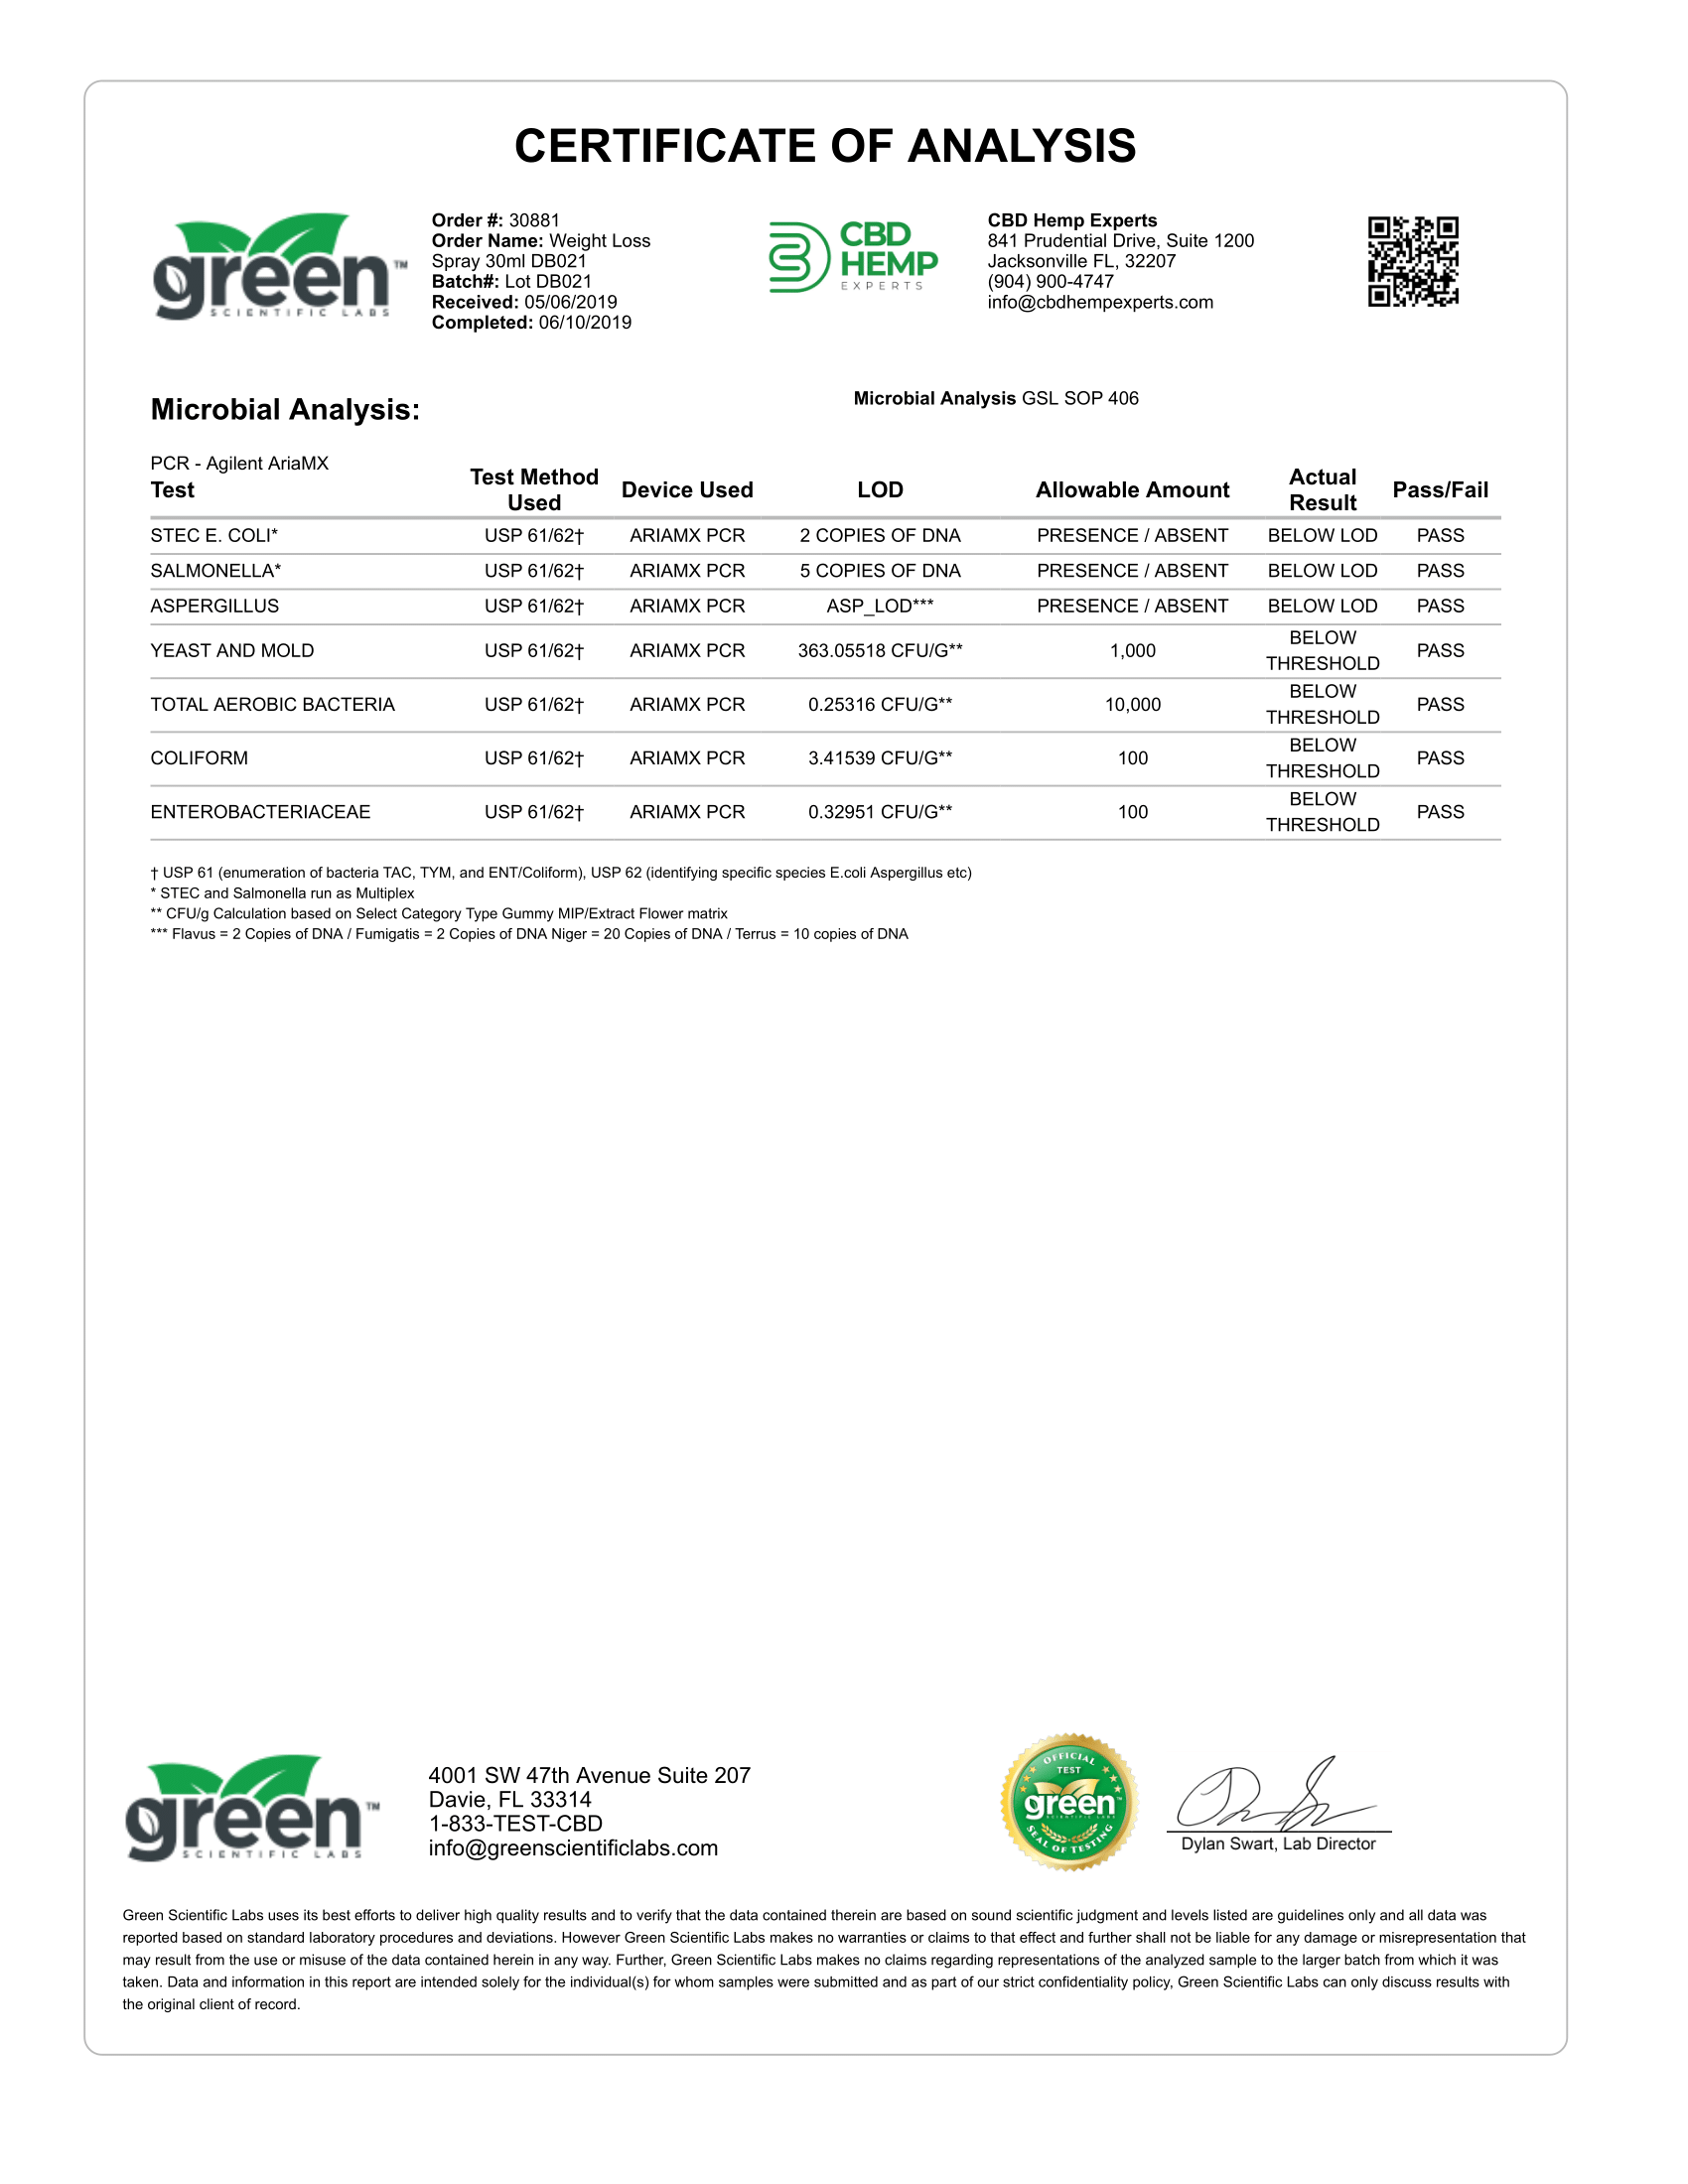 CERTIFICATE OF ANALYSIS
green™
SCIENTIFIC LABS
Order #: 30881
Order Name: Weight Loss
Spray 30ml DB021
Batch#: Lot DB021
Received: 05/06/2019
Completed: 06/10/2019
CBD
HEMP
EXPERTS
CBD Hemp Experts
841 Prudential Drive, Suite 1200
Jacksonville FL, 32207
(904) 900-4747
info@cbdhempexperts.com
Microbial Analysis:
Microbial Analysis GSL SOP 406
PCR - Agilent AriaMX
Test Test Method Used Device Used LOD Allowable Amount Actual Result Pass/Fail
STEC E. COLI* USP 61/62† ARIAMX PCR 2 COPIES OF DNA PRESENCE / ABSENT BELOW LOD PASS
SALMONELLA* USP 61/62† ARIAMX PCR 5 COPIES OF DNA PRESENCE / ABSENT BELOW LOD PASS
ASPERGILLUS USP 61/62† ARIAMX PCR ASP_LOD*** PRESENCE / ABSENT BELOW LOD PASS
YEAST AND MOLD USP 61/62† ARIAMX PCR 363.05518 CFU/G** 1,000 BELOW THRESHOLD PASS
TOTAL AEROBIC BACTERIA USP 61/62† ARIAMX PCR 0.25316 CFU/G** 10,000 BELOW THRESHOLD PASS
COLIFORM USP 61/62† ARIAMX PCR 3.41539 CFU/G** 100 BELOW THRESHOLD PASS
ENTEROBACTERIACEAE USP 61/62† ARIAMX PCR 0.32951 CFU/G** 100 BELOW THRESHOLD PASS
† USP 61 (enumeration of bacteria TAC, TYM, and ENT/Coliform), USP 62 (identifying specific species E.coli Aspergillus etc)
* STEC and Salmonella run as Multiplex
** CFU/g Calculation based on Select Category Type Gummy MIP/Extract Flower matrix
*** Flavus = 2 Copies of DNA / Fumigatis = 2 Copies of DNA Niger = 20 Copies of DNA / Terrus = 10 copies of DNA
green™
SCIENTIFIC LABS
4001 SW 47th Avenue Suite 207
Davie, FL 33314
1-833-TEST-CBD
info@greenscientificlabs.com
OFFICIAL
TEST
green™
SCIENTIFIC LABS
SEAL OF TESTING
Dylan Swart, Lab Director
Green Scientific Labs uses its best efforts to deliver high quality results and to verify that the data contained therein are based on sound scientific judgment and levels listed are guidelines only and all data was
reported based on standard laboratory procedures and deviations. However Green Scientific Labs makes no warranties or claims to that effect and further shall not be liable for any damage or misrepresentation that
may result from the use or misuse of the data contained herein in any way. Further, Green Scientific Labs makes no claims regarding representations of the analyzed sample to the larger batch from which it was
taken. Data and information in this report are intended solely for the individual(s) for whom samples were submitted and as part of our strict confidentiality policy, Green Scientific Labs can only discuss results with
the original client of record.